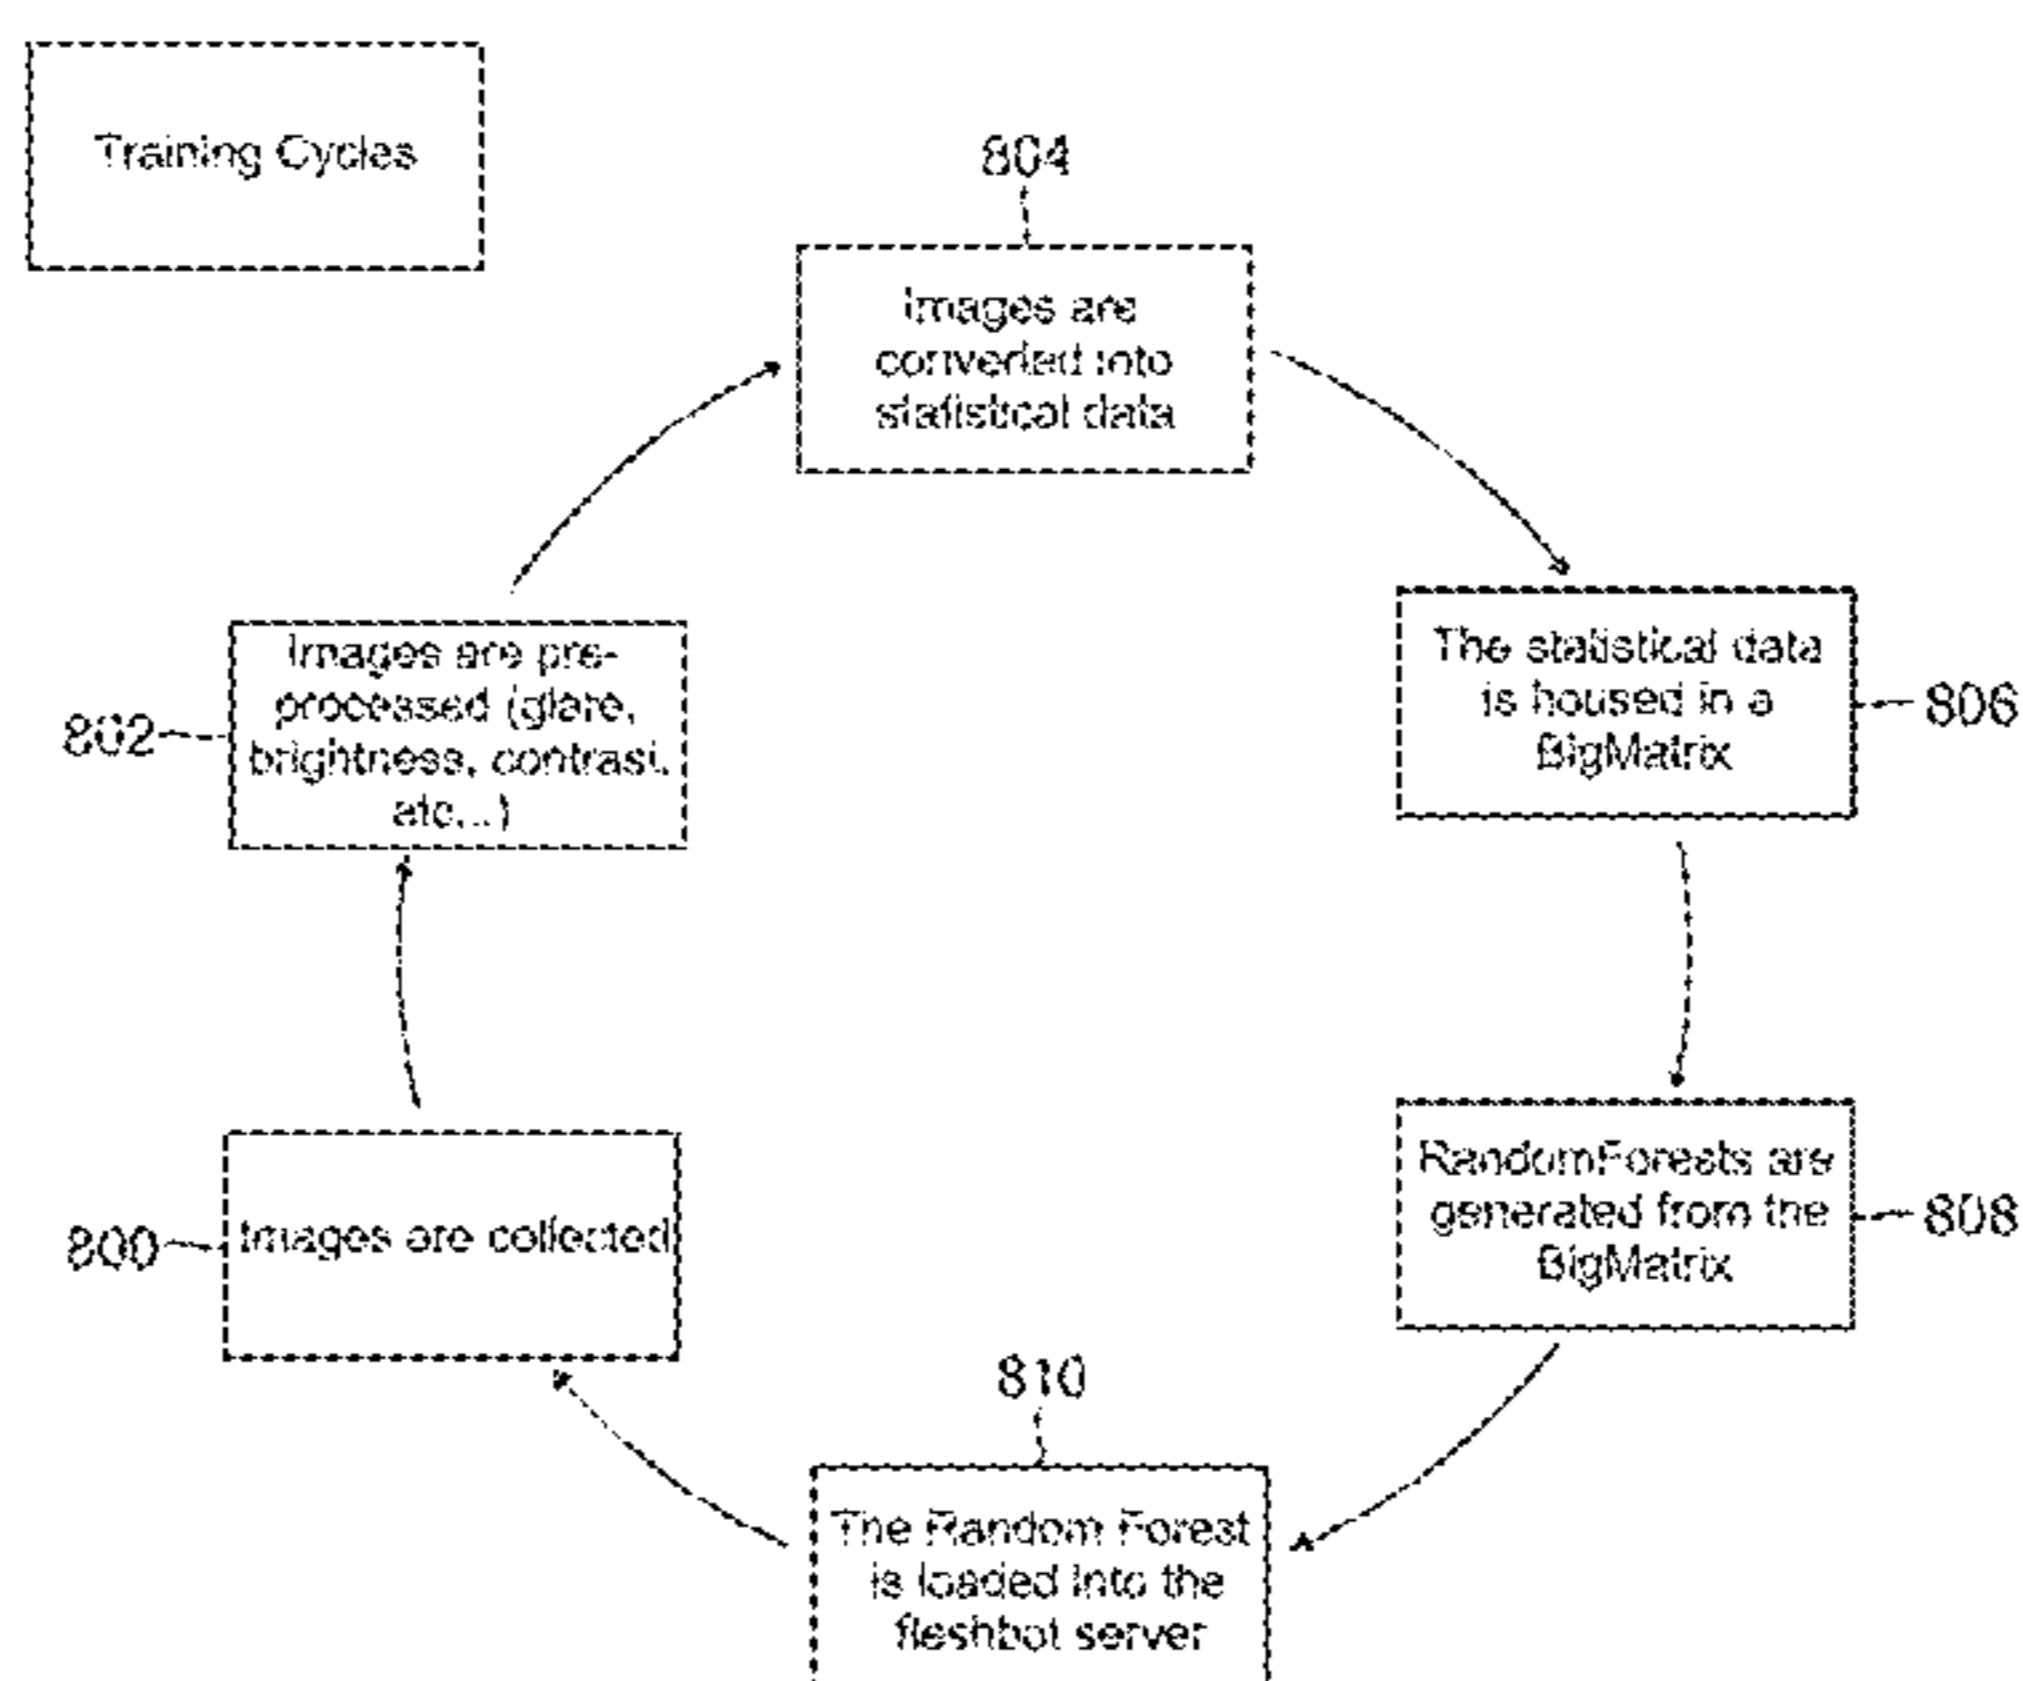 Training Cycles
804
Images are
converted into
statistical data
The statistical data
is housed in a
BigMatrix
806
Images are pre-
processed (glare,
brightness, contrast,
etc...)
802
RandomForests are
generated from the
BigMatrix
808
800
Images are collected
810
The Random Forest
is loaded into the
fleshbot server